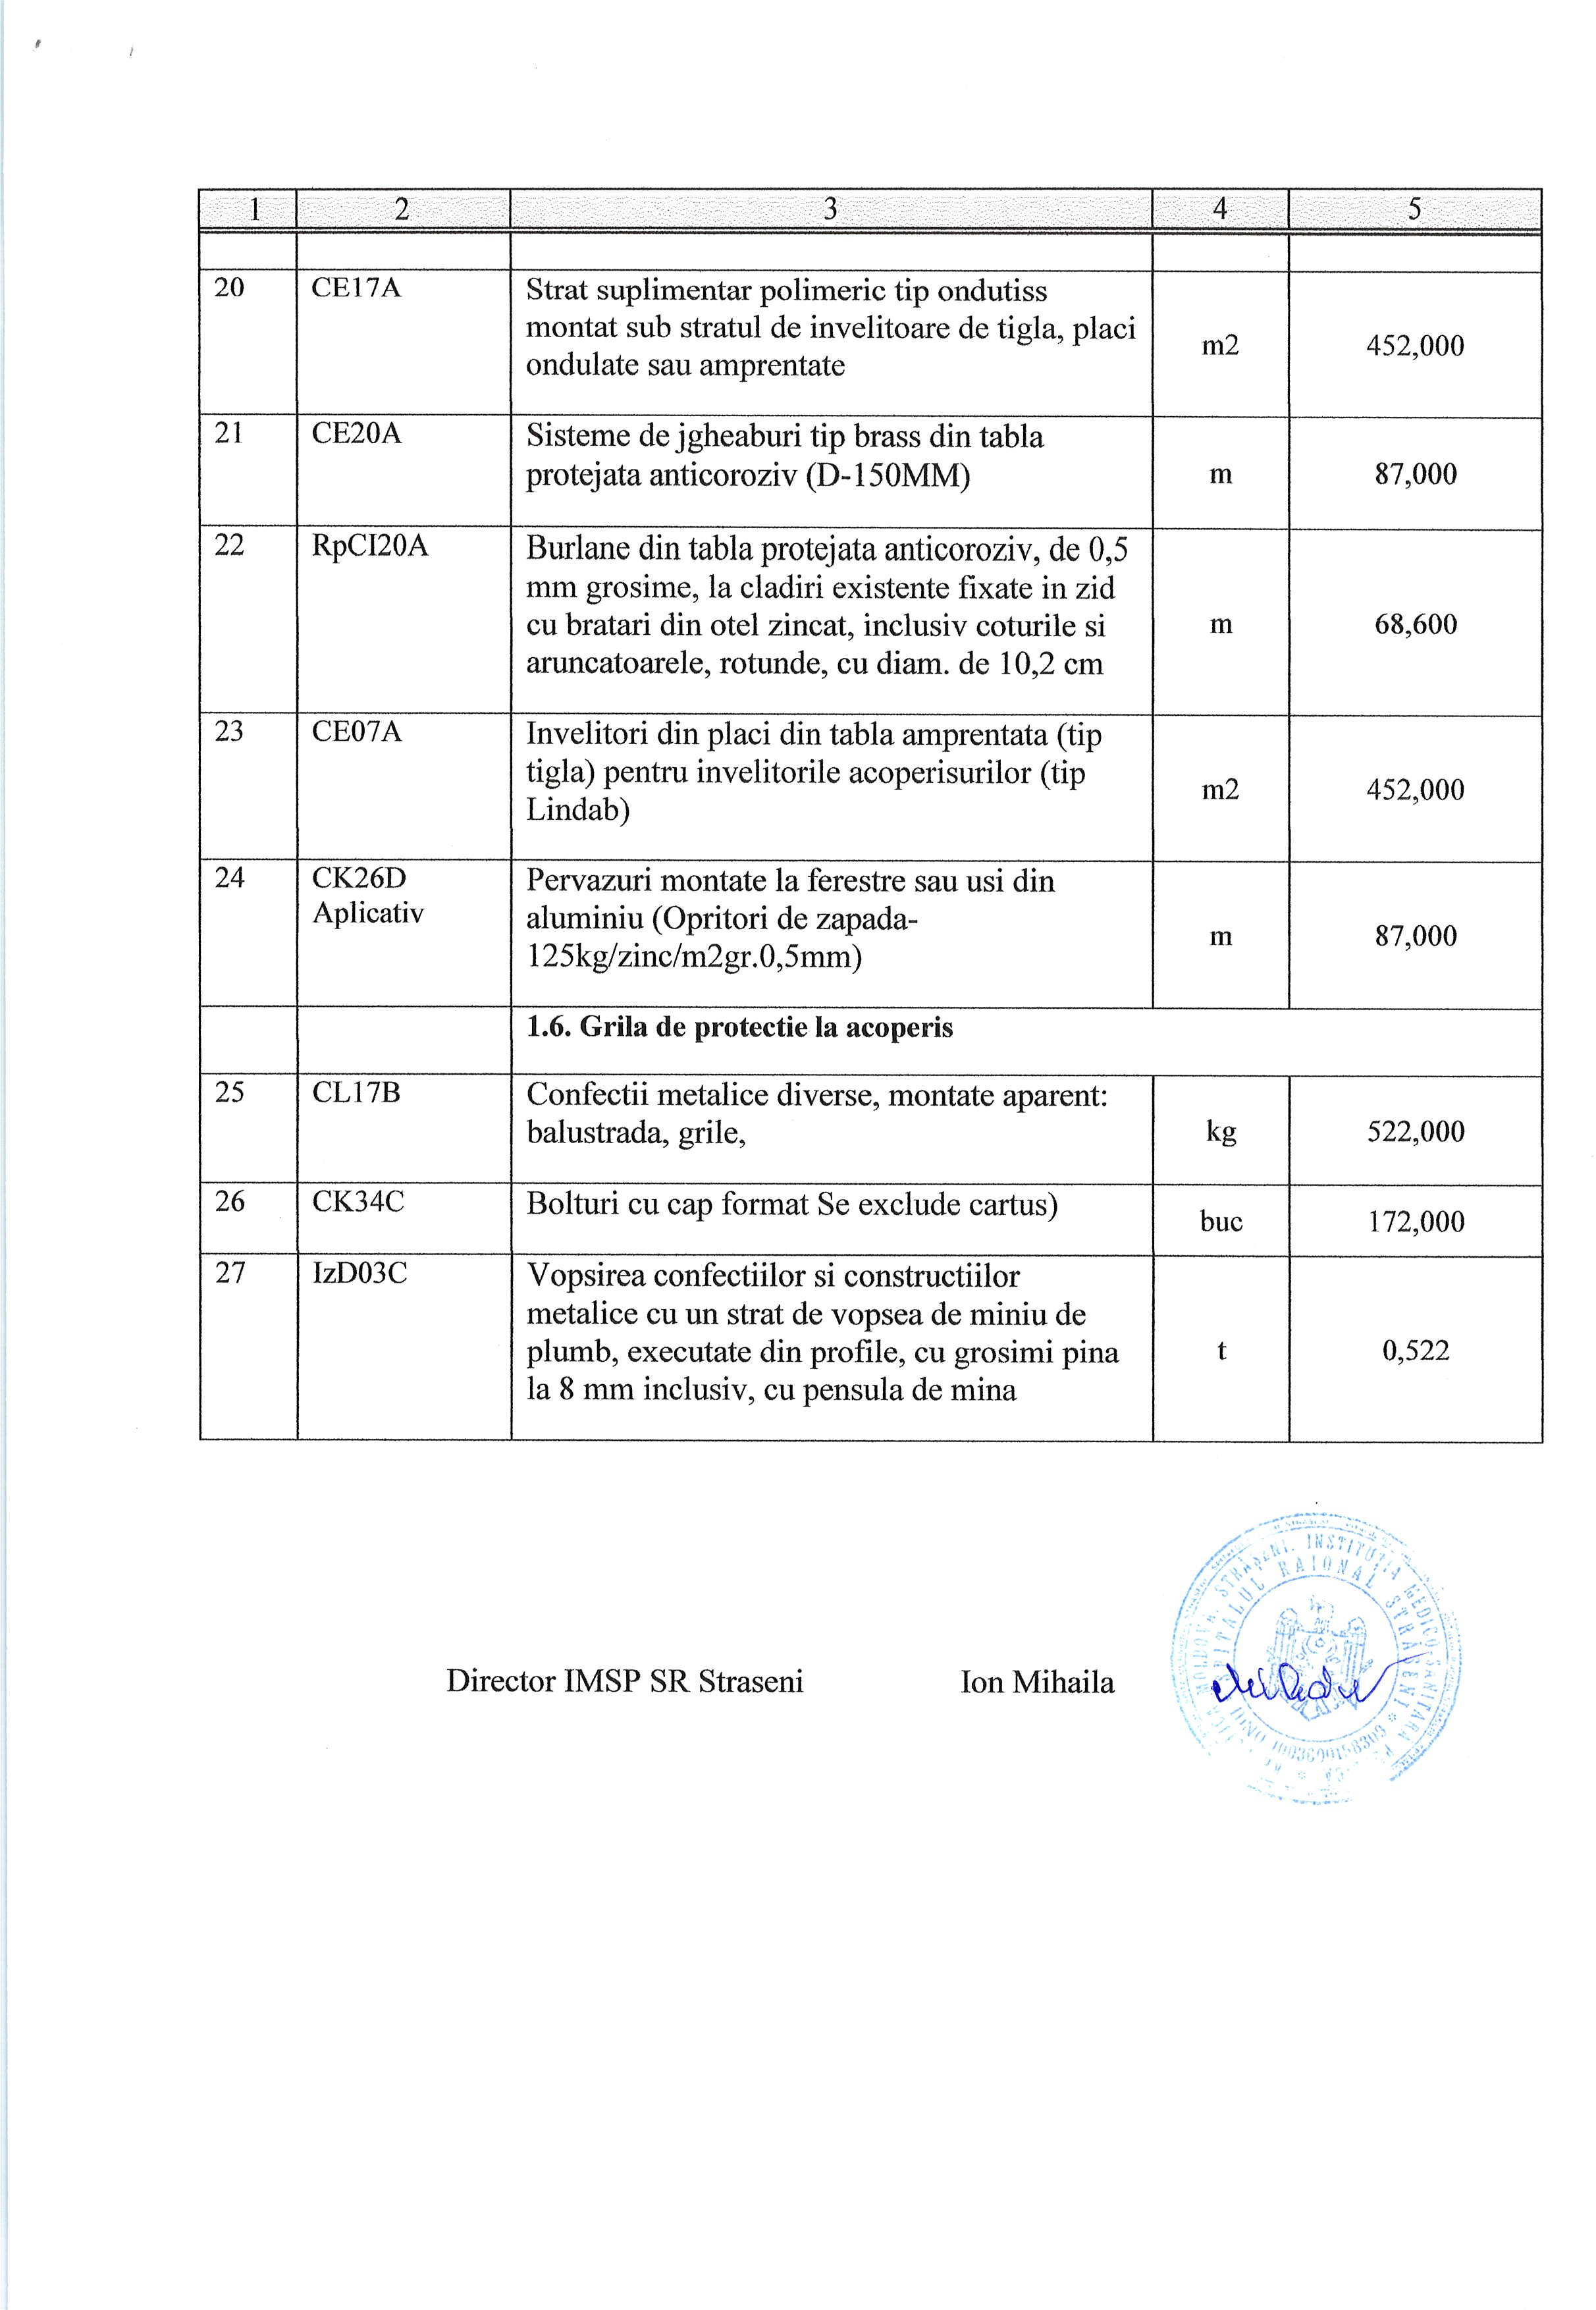 1 2 3 4 5
20 CE17A Strat suplimentar polimeric tip ondutiss
montat sub stratul de invelitoare de tigla, placi
ondulate sau amprentate
m2 452,000
21 CE20A Sisteme de jgheaburi tip brass din tabla
protejata anticoroziv (D-150MM)
m 87,000
22 RpCI20A Burlane din tabla protejata anticoroziv, de 0,5
mm grosime, la cladiri existente fixate in zid
cu bratari din otel zincat, inclusiv coturile si
aruncatoarele, rotunde, cu diam. de 10,2 cm
m 68,600
23 CE07A Invelitori din placi din tabla amprentata (tip
tigla) pentru invelitorile acoperisurilor (tip
Lindab)
m2 452,000
24 CK26D
Aplicativ
Pervazuri montate la ferestre sau usi din
aluminiu (Opritori de zapada-
125kg/zinc/m2gr.0,5mm)
m 87,000
1.6. Grila de protectie la acoperis
25 CL17B Confectii metalice diverse, montate aparent:
balustrada, grile,
kg 522,000
26 CK34C Bolturi cu cap format Se exclude cartus)
buc 172,000
27 IzD03C Vopsirea confectiilor si constructiilor
metalice cu un strat de vopsea de miniu de
plumb, executate din profile, cu grosimi pina
la 8 mm inclusiv, cu pensula de mina
t 0,522
Director IMSP SR Straseni Ion Mihaila
MOLDOVA, STRĂŞENI, INSTITUŢIA MEDICO-SANITARA
SPITALUL RAIONAL STRĂŞENI